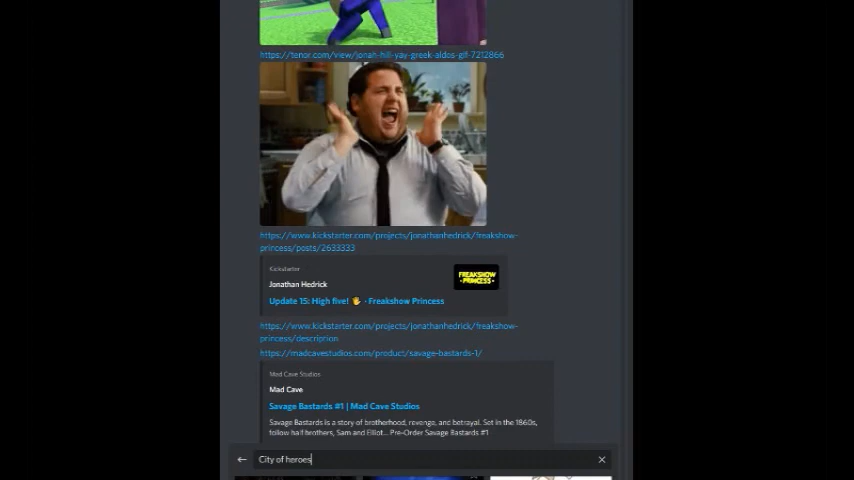 https://tenor.com/view/jonah-hill-yay-greek-aldos-gif-7212866
https://www.kickstarter.com/projects/jonathanhedrick/freakshow-
princess/posts/2633333
Kickstarter
Jonathan Hedrick
FREAKSHOW
PRINCESS
Update 15: High five! 🖐 - Freakshow Princess
https://www.kickstarter.com/projects/jonathanhedrick/freakshow-
princess/description
https://madcavestudios.com/product/savage-bastards-1/
Mad Cave Studios
Mad Cave
Savage Bastards #1 | Mad Cave Studios
Savage Bastards is a story of brotherhood, revenge, and betrayal. Set in the 1860s,
follow half brothers, Sam and Elliot... Pre-Order Savage Bastards #1
City of heroes